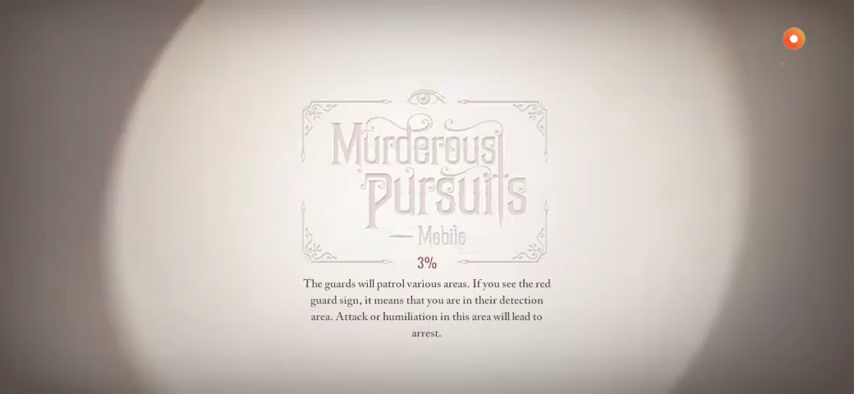 Murderous
Pursuits
Mobile
3%
The guards will patrol various areas. If you see the red
guard sign, it means that you are in their detection
area. Attack or humiliation in this area will lead to
arrest.